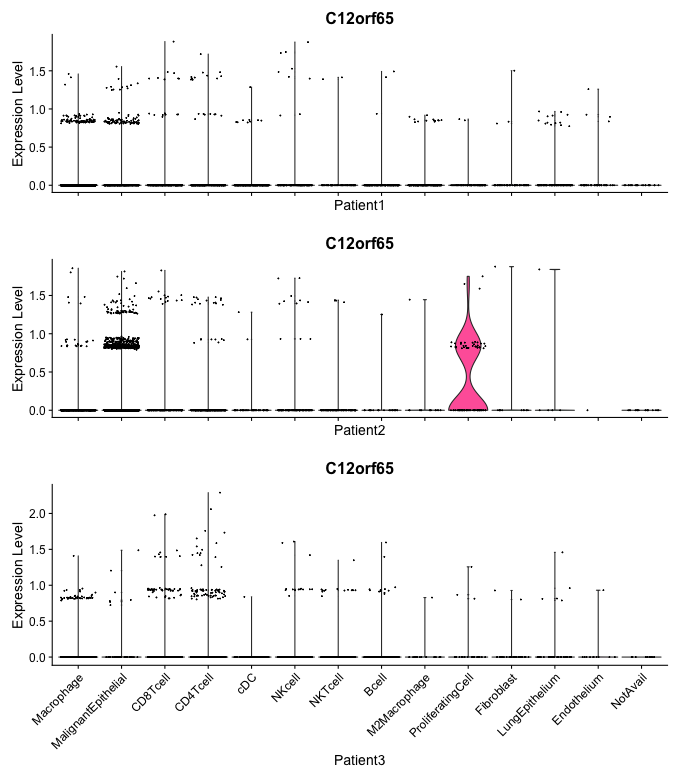 C12orf65
Expression Level
1.5
1.0
0.5
0.0
Patient1
C12orf65
Expression Level
1.5
1.0
0.5
0.0
Patient2
C12orf65
Expression Level
2.0
1.5
1.0
0.5
0.0
Macrophage
MalignantEpithelial
CD8Tcell
CD4Tcell
cDC
NKcell
NKTcell
Bcell
M2Macrophage
ProliferatingCell
Fibroblast
LungEpithelium
Endothelium
NotAvail
Patient3